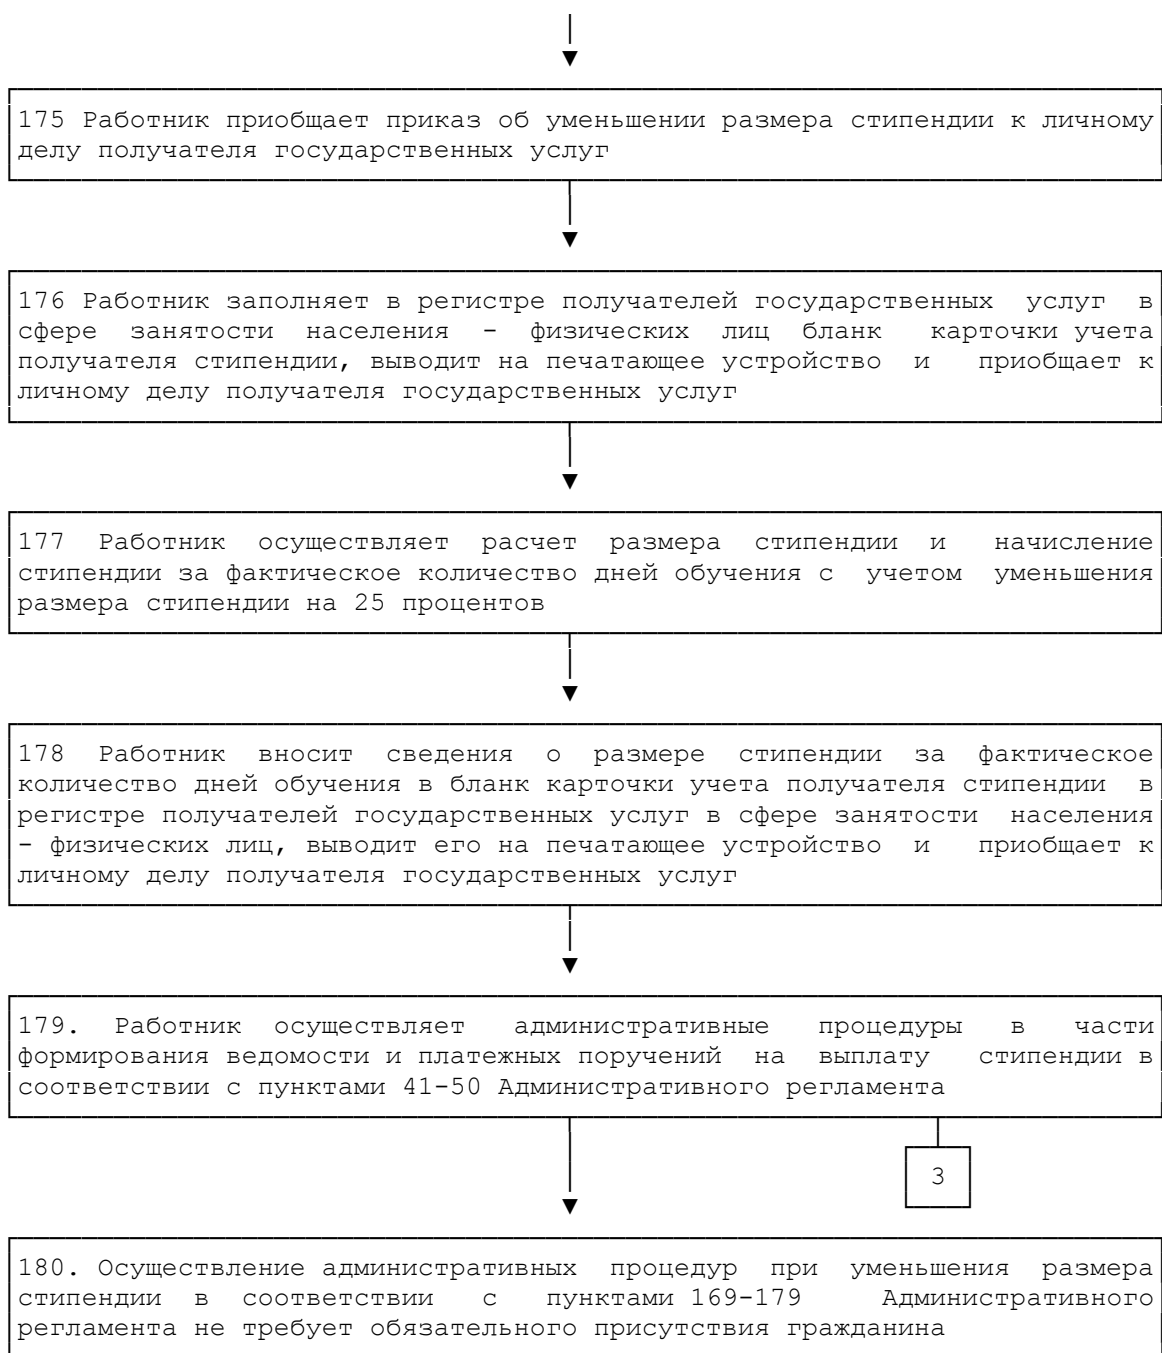 175 Работник приобщает приказ об уменьшении размера стипендии к личному
делу получателя государственных услуг
176 Работник заполняет в регистре получателей государственных услуг в
сфере занятости населения - физических лиц бланк карточки учета
получателя стипендии, выводит на печатающее устройство и приобщает к
личному делу получателя государственных услуг
177 Работник осуществляет расчет размера стипендии и начисление
стипендии за фактическое количество дней обучения с учетом уменьшения
размера стипендии на 25 процентов
178 Работник вносит сведения о размере стипендии за фактическое
количество дней обучения в бланк карточки учета получателя стипендии в
регистре получателей государственных услуг в сфере занятости населения
- физических лиц, выводит его на печатающее устройство и приобщает к
личному делу получателя государственных услуг
179. Работник осуществляет административные процедуры в части
формирования ведомости и платежных поручений на выплату стипендии в
соответствии с пунктами 41-50 Административного регламента
3
180. Осуществление административных процедур при уменьшения размера
стипендии в соответствии с пунктами 169-179 Административного
регламента не требует обязательного присутствия гражданина